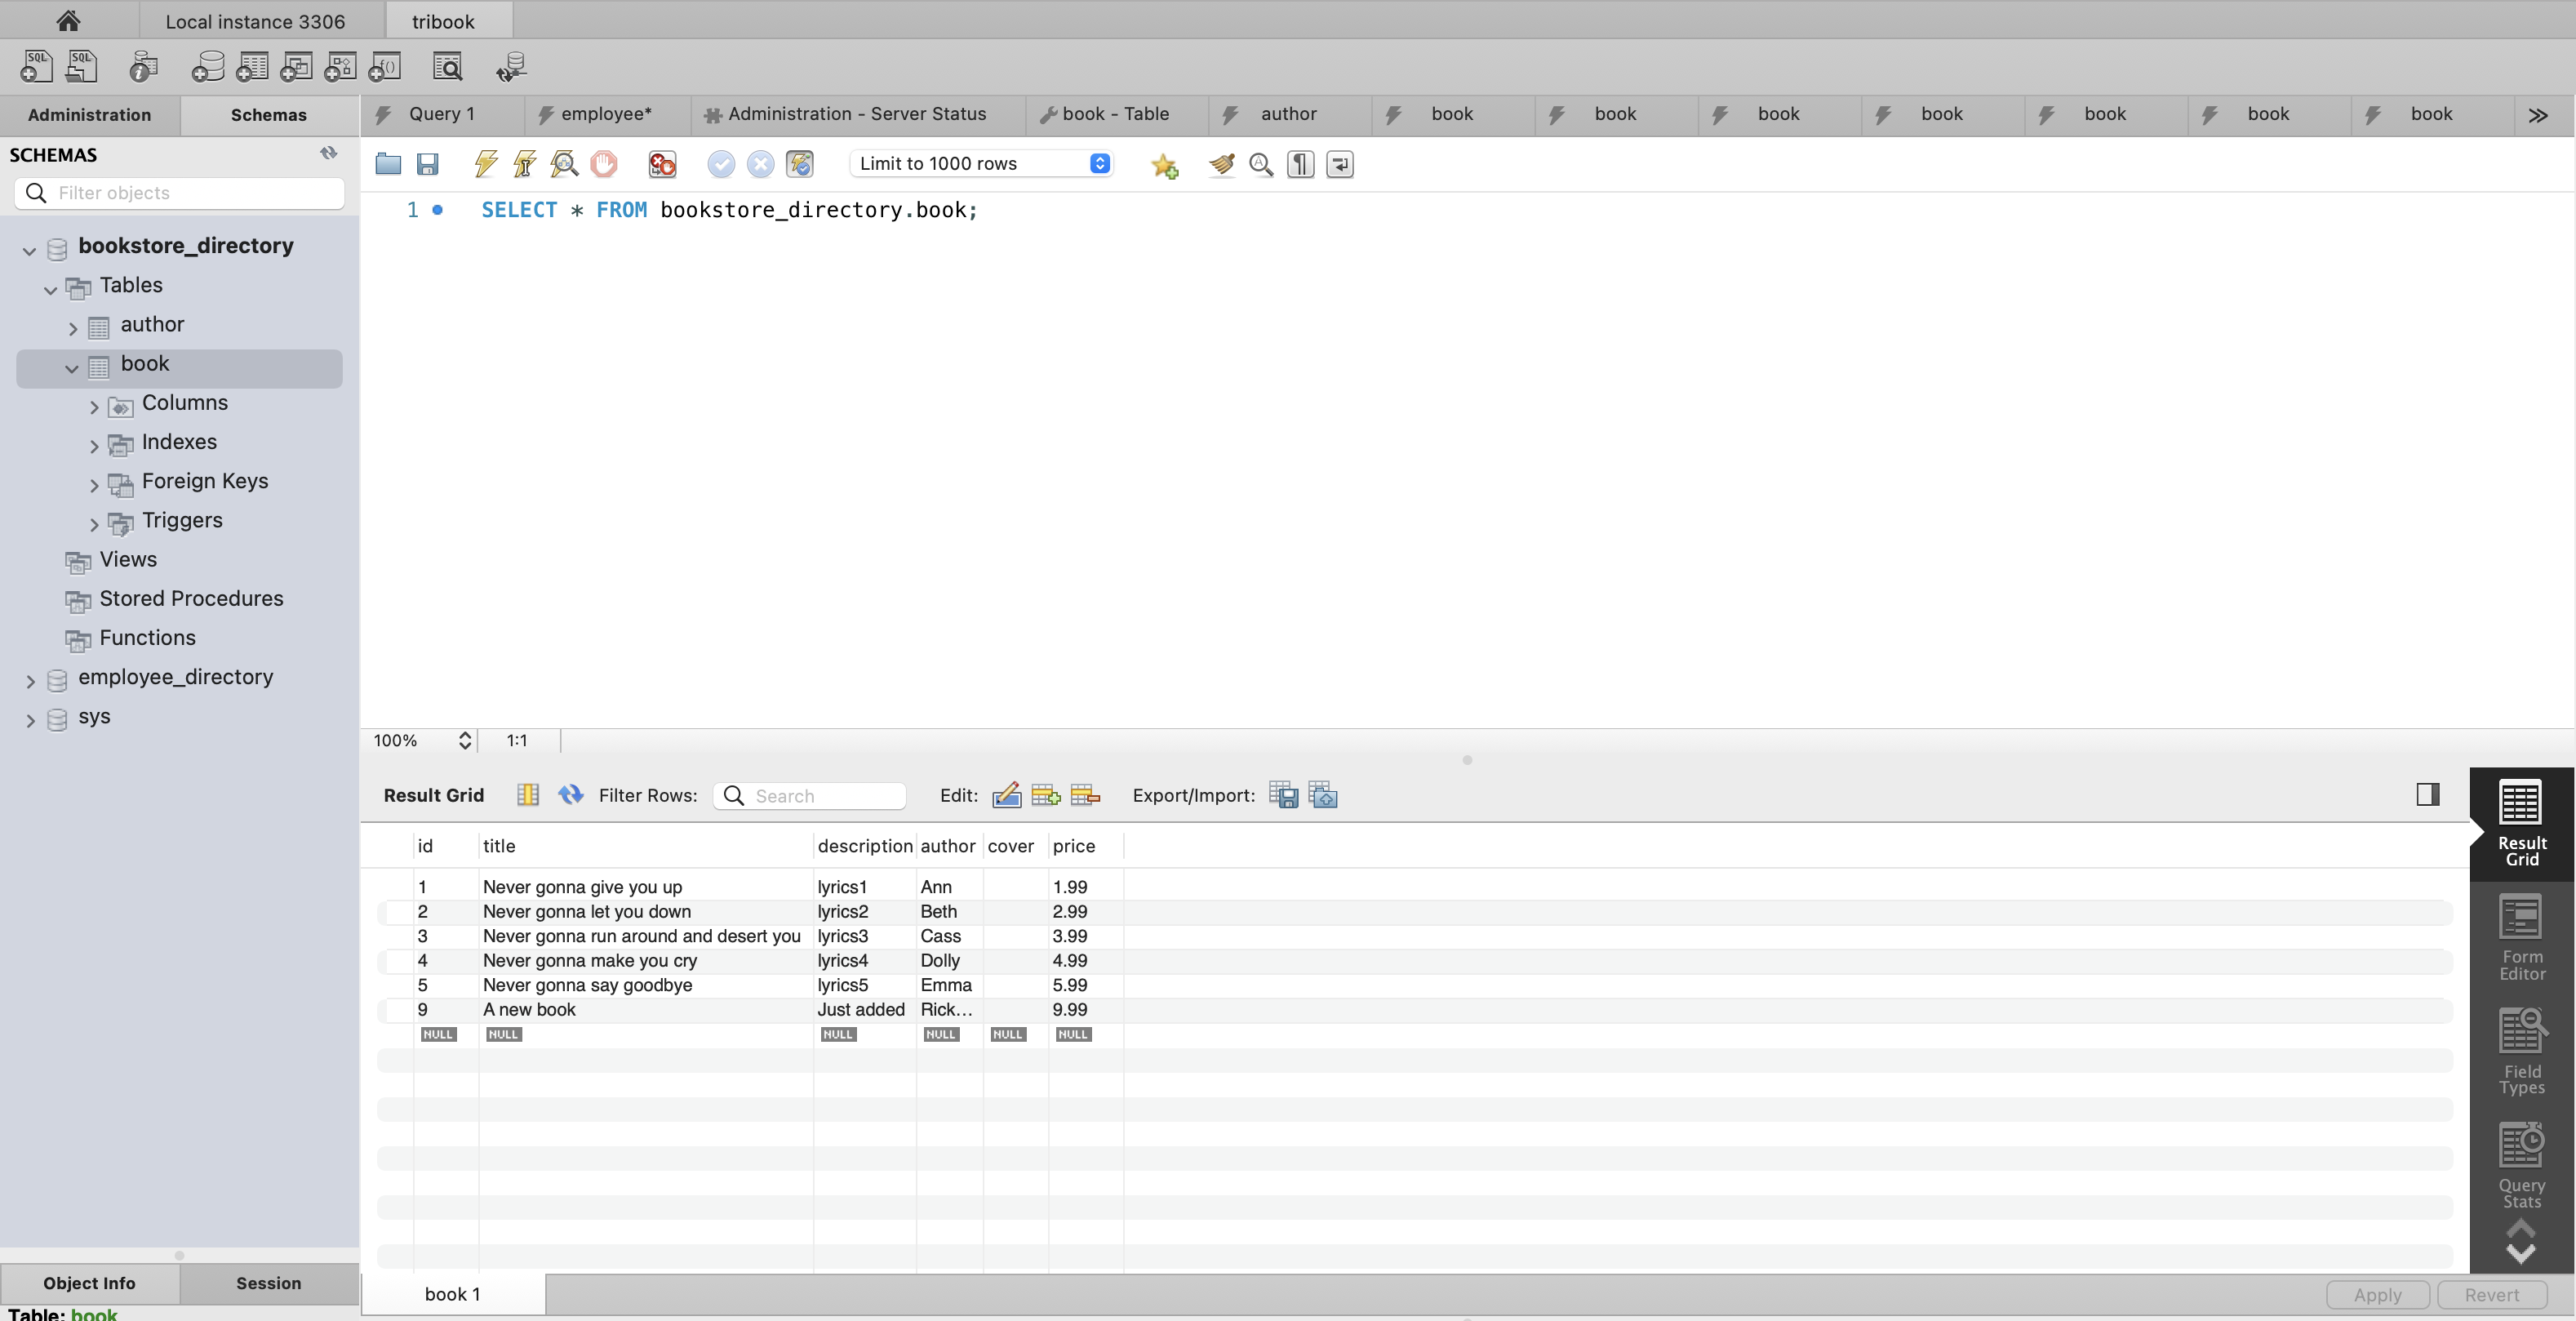 Local instance 3306 tribook
Administration Schemas Query 1 employee* Administration - Server Status book - Table author book book book book book book book
SCHEMAS
Filter objects
Limit to 1000 rows
1 SELECT * FROM bookstore_directory.book;
bookstore_directory
Tables
author
book
Columns
Indexes
Foreign Keys
Triggers
Views
Stored Procedures
Functions
employee_directory
sys
100% 1:1
Result Grid Filter Rows: Search Edit: Export/Import:
id title description author cover price
1 Never gonna give you up lyrics1 Ann 1.99
2 Never gonna let you down lyrics2 Beth 2.99
3 Never gonna run around and desert you lyrics3 Cass 3.99
4 Never gonna make you cry lyrics4 Dolly 4.99
5 Never gonna say goodbye lyrics5 Emma 5.99
9 A new book Just added Rick... 9.99
NULL NULL NULL NULL NULL NULL
Result
Grid
Form
Editor
Field
Types
Query
Stats
Object Info Session
book 1 Apply Revert
Table: book